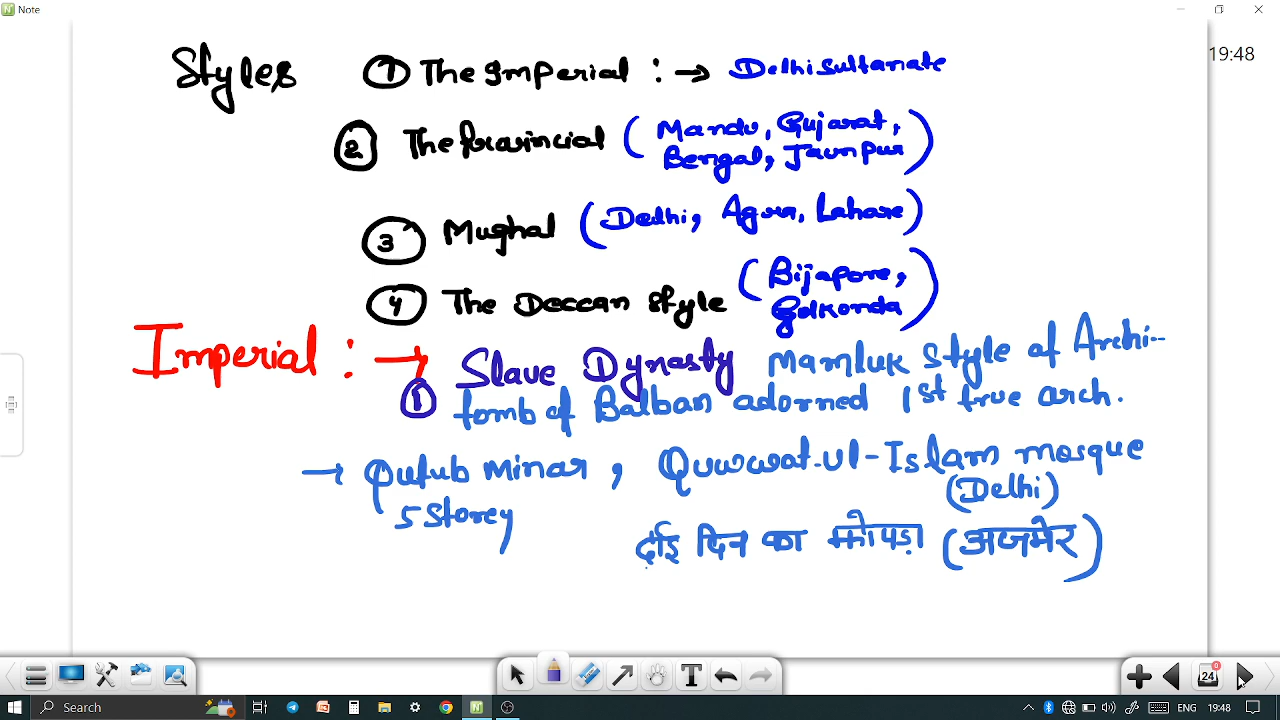 Note
19:48
Styles ① The Imperial : → Delhi Sultanate
② The Provincial (Mandu, Gujarat,
Bengal, Jaunpur)
③ Mughal (Delhi, Agra, Lahore)
④ The Deccan Style (Bijapore,
Golkonda)
Imperial : → Slave Dynasty Mamluk style of Archi--
① tomb of Balban adorned 1st true arch.
→ Qutub Minar, Quwwat-ul-Islam mosque
5 Storey (Delhi)
ढाई दिन का झोपड़ा (अजमेर)
T
24
0
Search
ENG 19:48